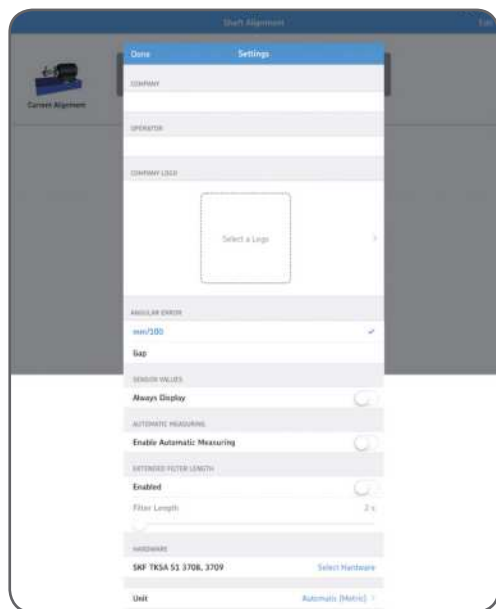 Shaft Alignment
Edit
Done
Settings
Current Alignment
COMPANY
OPERATOR
COMPANY LOGO
Select a Logo
ANGULAR ERROR
mm/100
Gap
SENSOR VALUES
Always Display
AUTOMATIC MEASURING
Enable Automatic Measuring
EXTENDED FILTER LENGTH
Enabled
Filter Length
2 s
HARDWARE
SKF TKSA 51 3708, 3709
Select Hardware
Unit
Automatic (Metric)